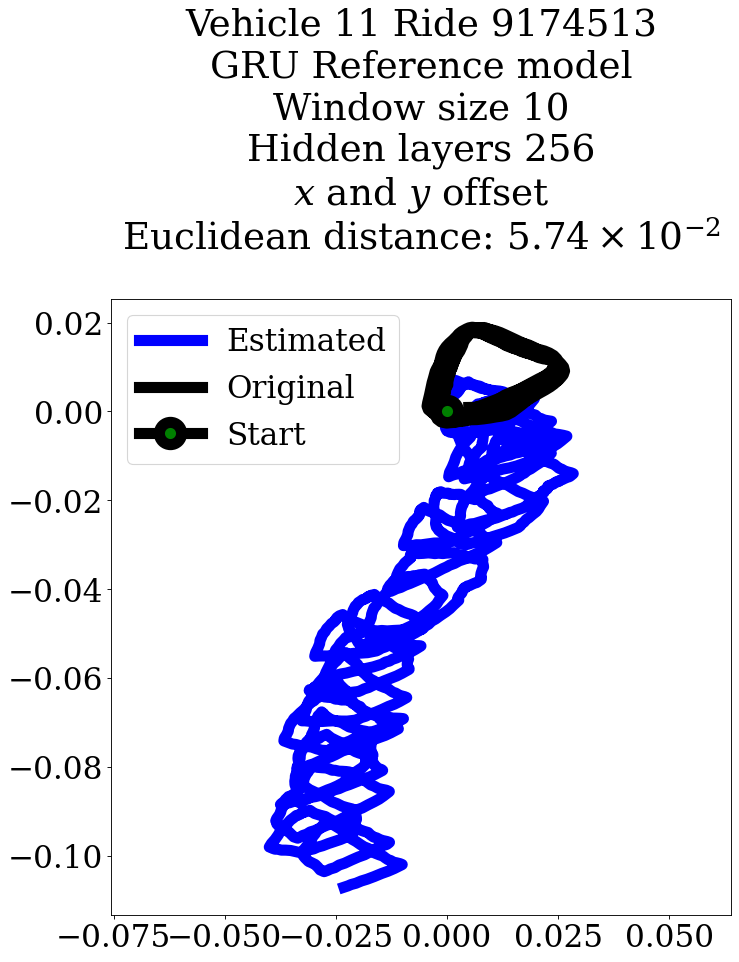 Vehicle 11 Ride 9174513
GRU Reference model
Window size 10
Hidden layers 256
x and y offset
Euclidean distance: 5.74 × 10⁻²
Estimated
Original
Start
0.02
0.00
−0.02
−0.04
−0.06
−0.08
−0.10
−0.075 −0.050 −0.025 0.000 0.025 0.050